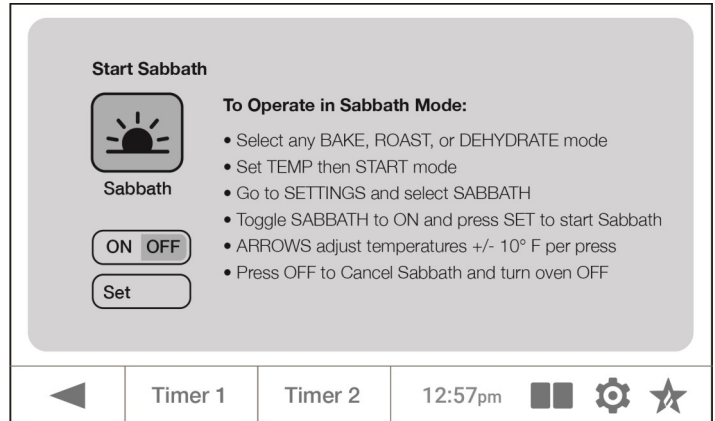 Start Sabbath
Sabbath
ON OFF
Set
To Operate in Sabbath Mode:
• Select any BAKE, ROAST, or DEHYDRATE mode
• Set TEMP then START mode
• Go to SETTINGS and select SABBATH
• Toggle SABBATH to ON and press SET to start Sabbath
• ARROWS adjust temperatures +/- 10° F per press
• Press OFF to Cancel Sabbath and turn oven OFF
Timer 1
Timer 2
12:57pm